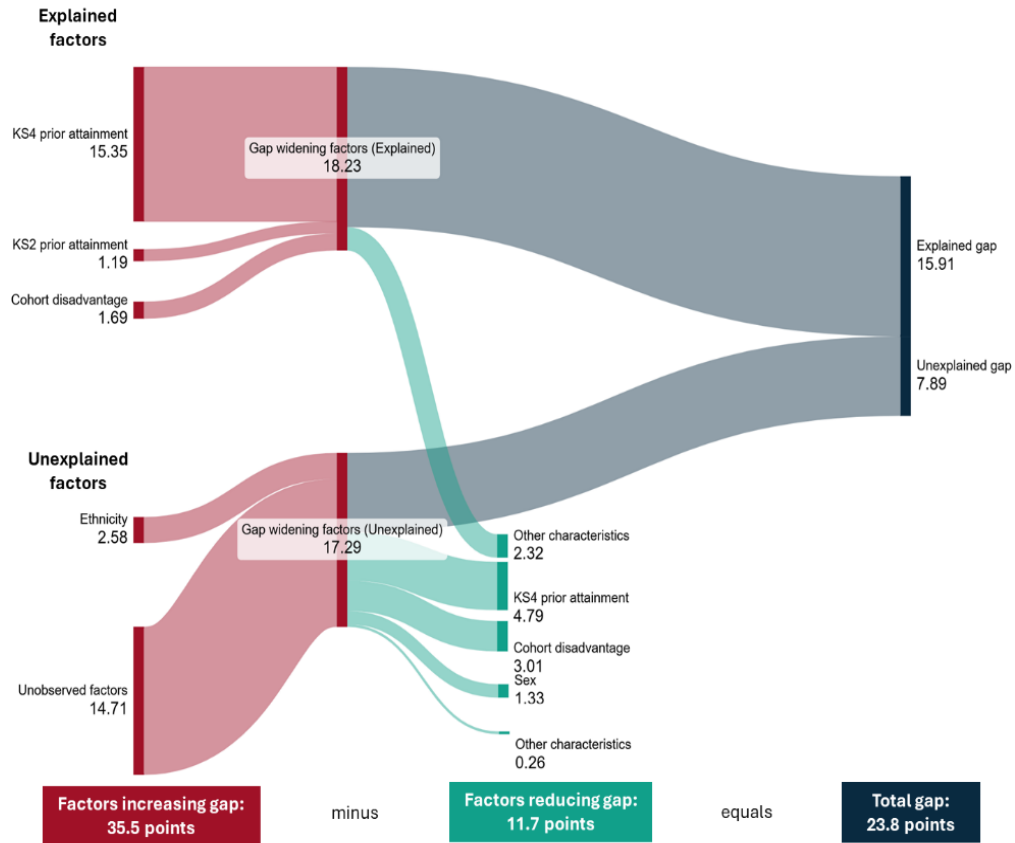 Explained
factors
KS4 prior attainment
15.35
Gap widening factors (Explained)
18.23
KS2 prior attainment
1.19
Cohort disadvantage
1.69
Explained gap
15.91
Unexplained gap
7.89
Unexplained
factors
Ethnicity
2.58
Gap widening factors (Unexplained)
17.29
Other characteristics
2.32
KS4 prior attainment
4.79
Cohort disadvantage
3.01
Sex
1.33
Unobserved factors
14.71
Other characteristics
0.26
Factors increasing gap:
35.5 points
minus
Factors reducing gap:
11.7 points
equals
Total gap:
23.8 points